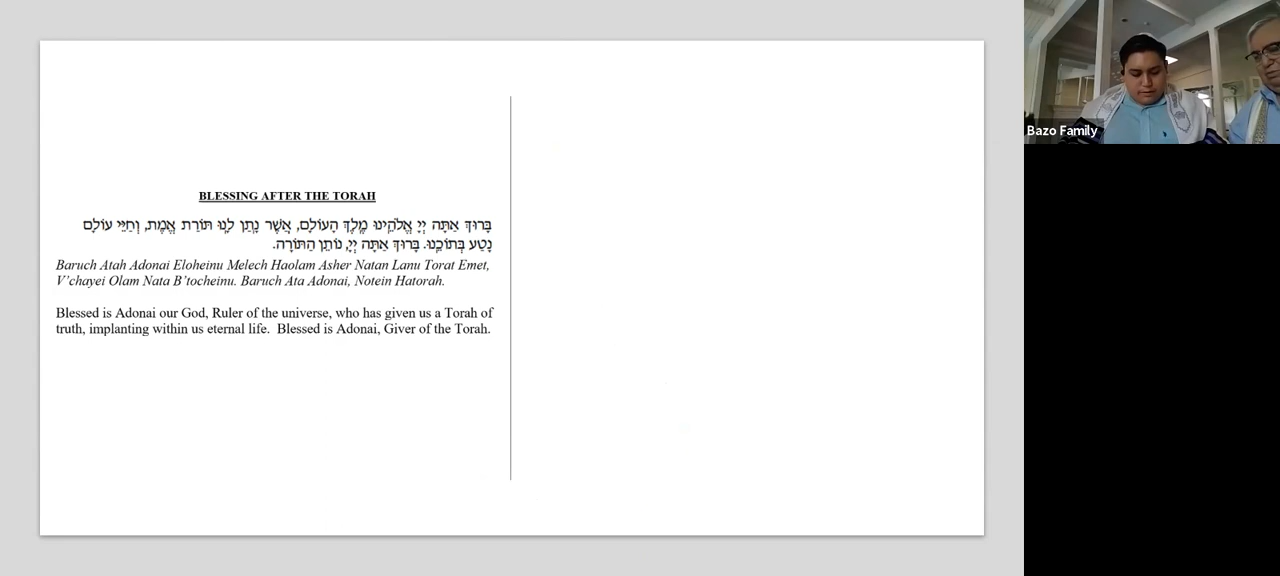 BLESSING AFTER THE TORAH
בָּרוּךְ אַתָּה יְיָ אֱלֹהֵֽינוּ מֶֽלֶךְ הָעוֹלָם, אֲשֶׁר נָֽתַן לָֽנוּ תּוֹרַת אֱמֶת, וְחַיֵּי עוֹלָם
נָטַע בְּתוֹכֵֽנוּ. בָּרוּךְ אַתָּה יְיָ, נוֹתֵן הַתּוֹרָה.
Baruch Atah Adonai Eloheinu Melech Haolam Asher Natan Lanu Torat Emet,
V’chayei Olam Nata B’tocheinu. Baruch Ata Adonai, Notein Hatorah.
Blessed is Adonai our God, Ruler of the universe, who has given us a Torah of
truth, implanting within us eternal life.  Blessed is Adonai, Giver of the Torah.
Bazo Family